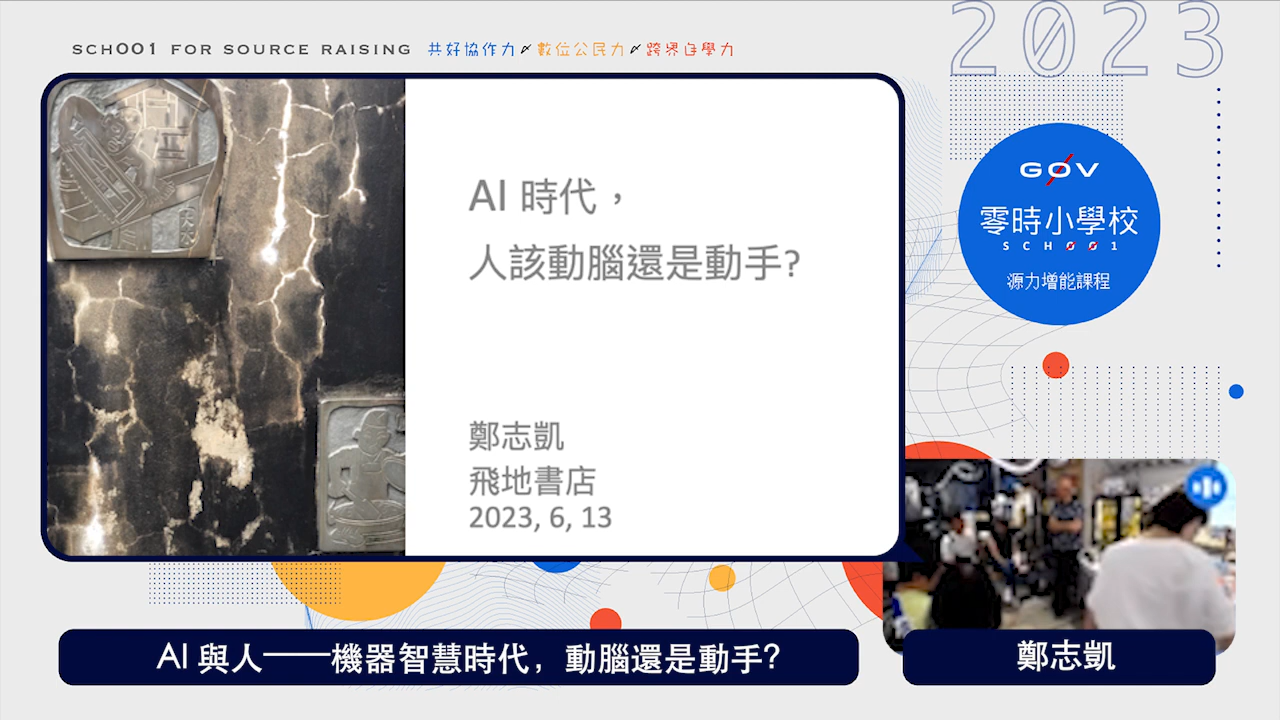 2023
SCH001 FOR SOURCE RAISING 共好協作力 數位公民力 跨界自學力
AI 時代，
人該動腦還是動手?
鄭志凱
飛地書店
2023, 6, 13
G0V
零時小學校
SCH001
源力增能課程
AI 與人——機器智慧時代，動腦還是動手?
鄭志凱